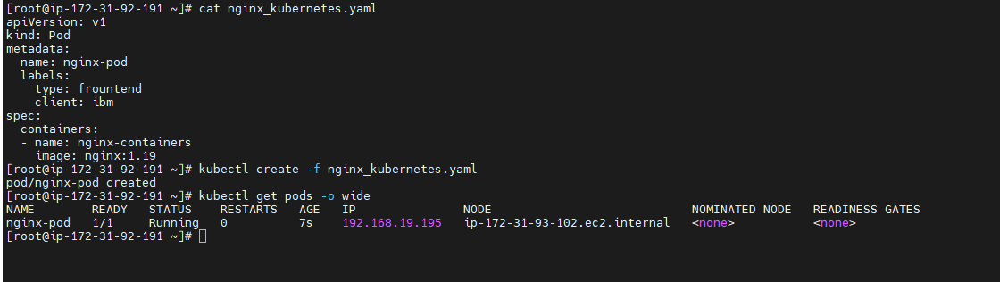 [root@ip-172-31-92-191 ~]# cat nginx_kubernetes.yaml
apiVersion: v1
kind: Pod
metadata:
  name: nginx-pod
  labels:
    type: frountend
    client: ibm
spec:
  containers:
  - name: nginx-containers
    image: nginx:1.19
[root@ip-172-31-92-191 ~]# kubectl create -f nginx_kubernetes.yaml
pod/nginx-pod created
[root@ip-172-31-92-191 ~]# kubectl get pods -o wide
NAME        READY   STATUS    RESTARTS   AGE   IP               NODE                            NOMINATED NODE   READINESS GATES
nginx-pod   1/1     Running   0          7s    192.168.19.195   ip-172-31-93-102.ec2.internal   <none>           <none>
[root@ip-172-31-92-191 ~]#